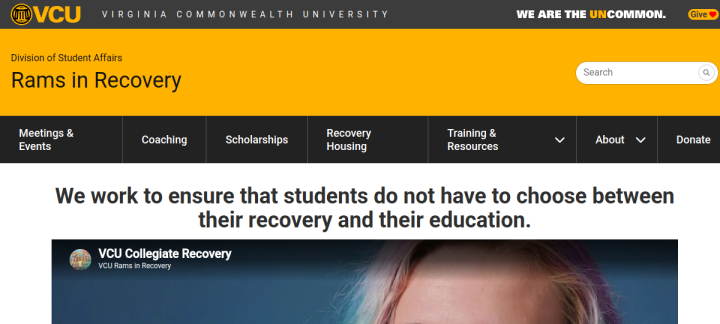 VCU VIRGINIA COMMONWEALTH UNIVERSITY WE ARE THE UNCOMMON. Give
Division of Student Affairs
Rams in Recovery
Search
Meetings & Events
Coaching
Scholarships
Recovery Housing
Training & Resources
About
Donate
We work to ensure that students do not have to choose between
their recovery and their education.
VCU Collegiate Recovery
VCU Rams in Recovery